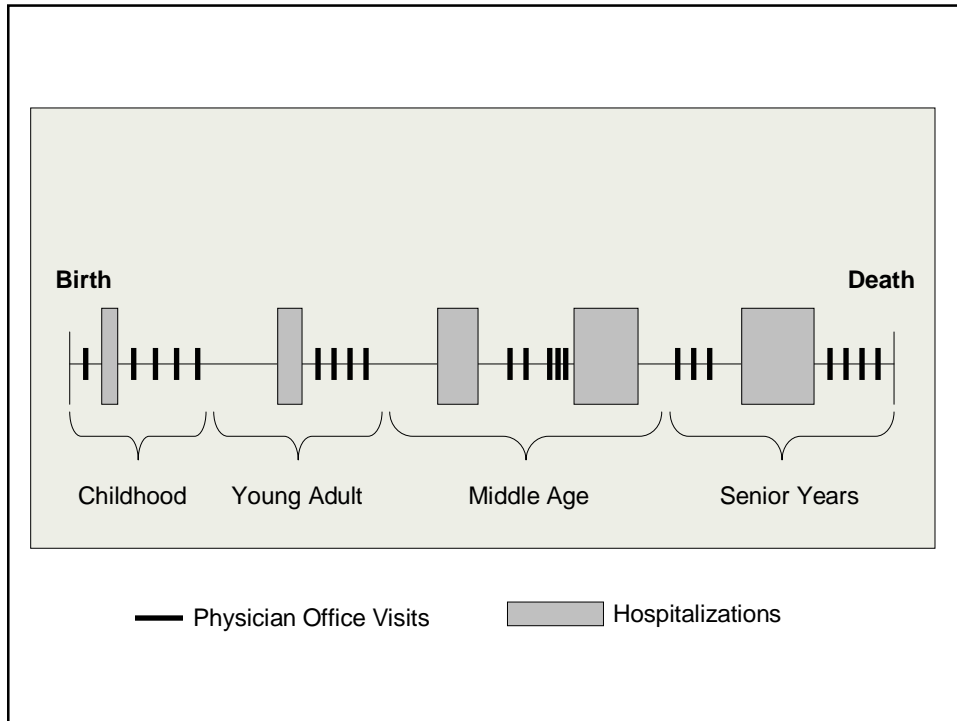 Birth
Death
Childhood
Young Adult
Middle Age
Senior Years
Physician Office Visits
Hospitalizations